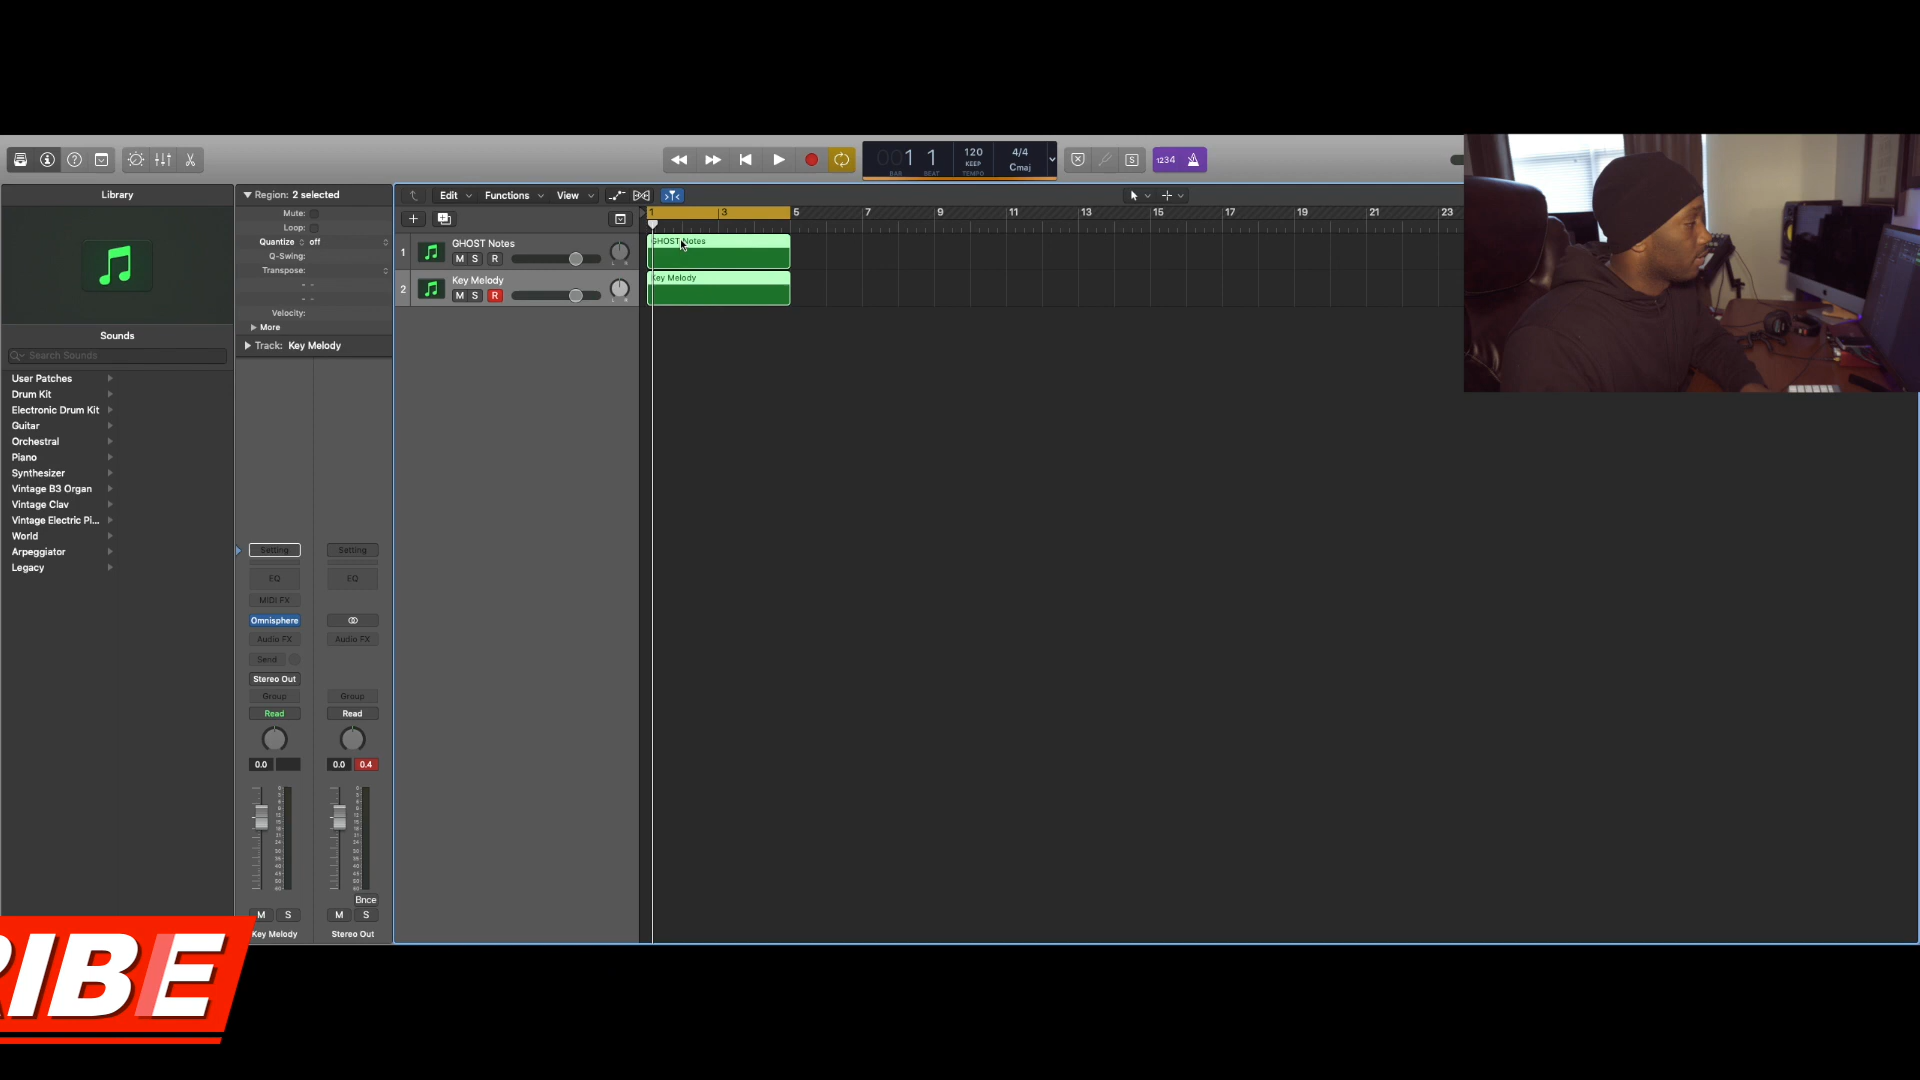 001 1
BAR BEAT
120
KEEP
TEMPO
4/4
Cmaj
S
1234
Library
Region: 2 selected
Edit
Functions
View
Mute:
Loop:
Quantize off
Q-Swing:
Transpose:
Velocity:
More
Track: Key Melody
1 3 5 7 9 11 13 15 17 19 21 23
1
GHOST Notes
M S R
L R
GHOST Notes
2
Key Melody
M S R
L R
Key Melody
Sounds
Search Sounds
User Patches
Drum Kit
Electronic Drum Kit
Guitar
Orchestral
Piano
Synthesizer
Vintage B3 Organ
Vintage Clav
Vintage Electric Pi...
World
Arpeggiator
Legacy
Setting
EQ
MIDI FX
Omnisphere
Audio FX
Send
Stereo Out
Group
Read
0.0
M S
Key Melody
Setting
EQ
Audio FX
Group
Read
0.0 0.4
Bnce
M S
Stereo Out
RIBE